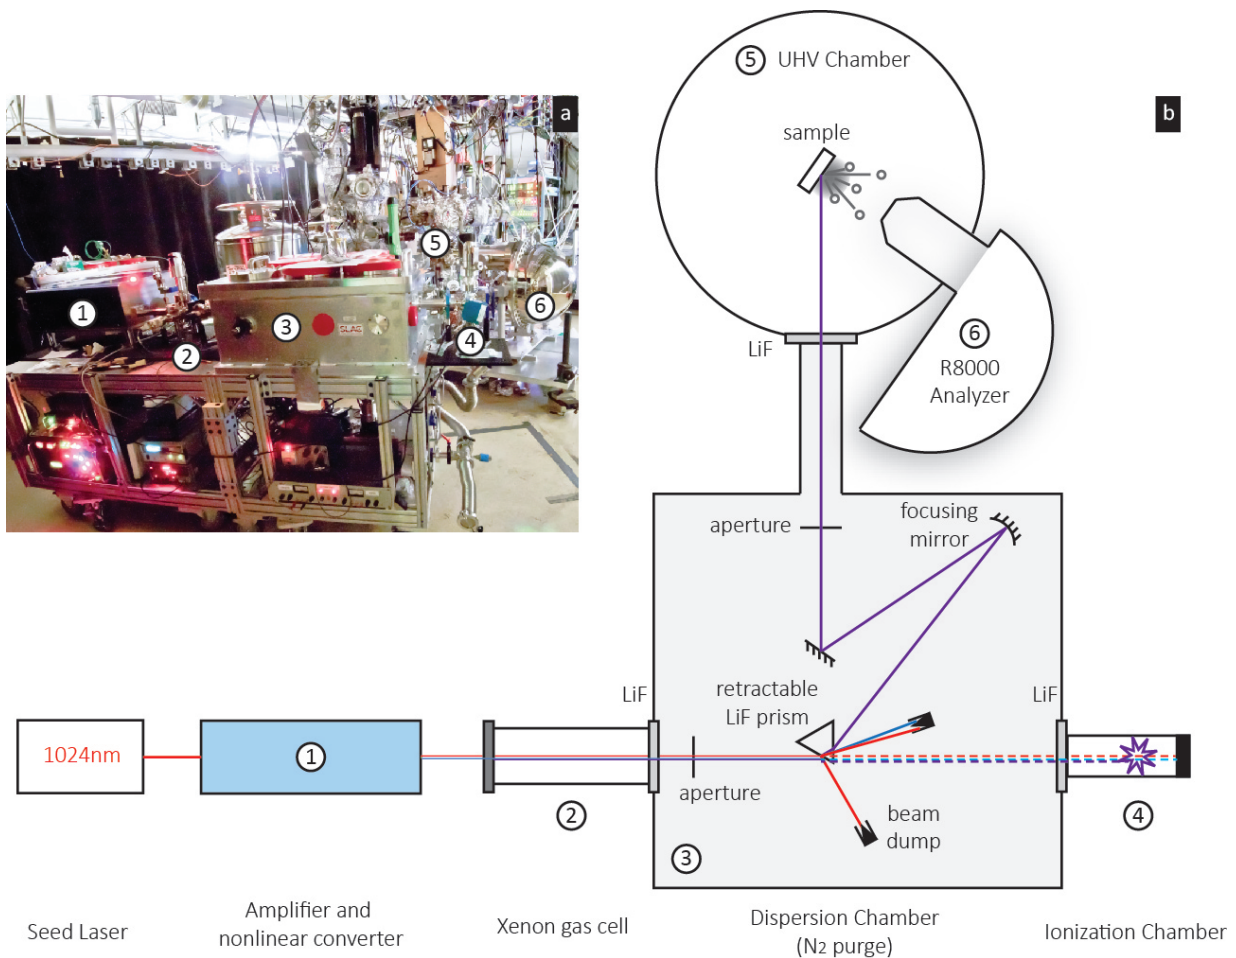 5 UHV Chamber
a
b
sample
5
1
3
6
SLAC
4
2
LiF
6
R8000
Analyzer
aperture
focusing
mirror
LiF
retractable
LiF prism
LiF
1024nm
1
aperture
2
beam
dump
4
3
Seed Laser
Amplifier and
nonlinear converter
Xenon gas cell
Dispersion Chamber
(N2 purge)
Ionization Chamber